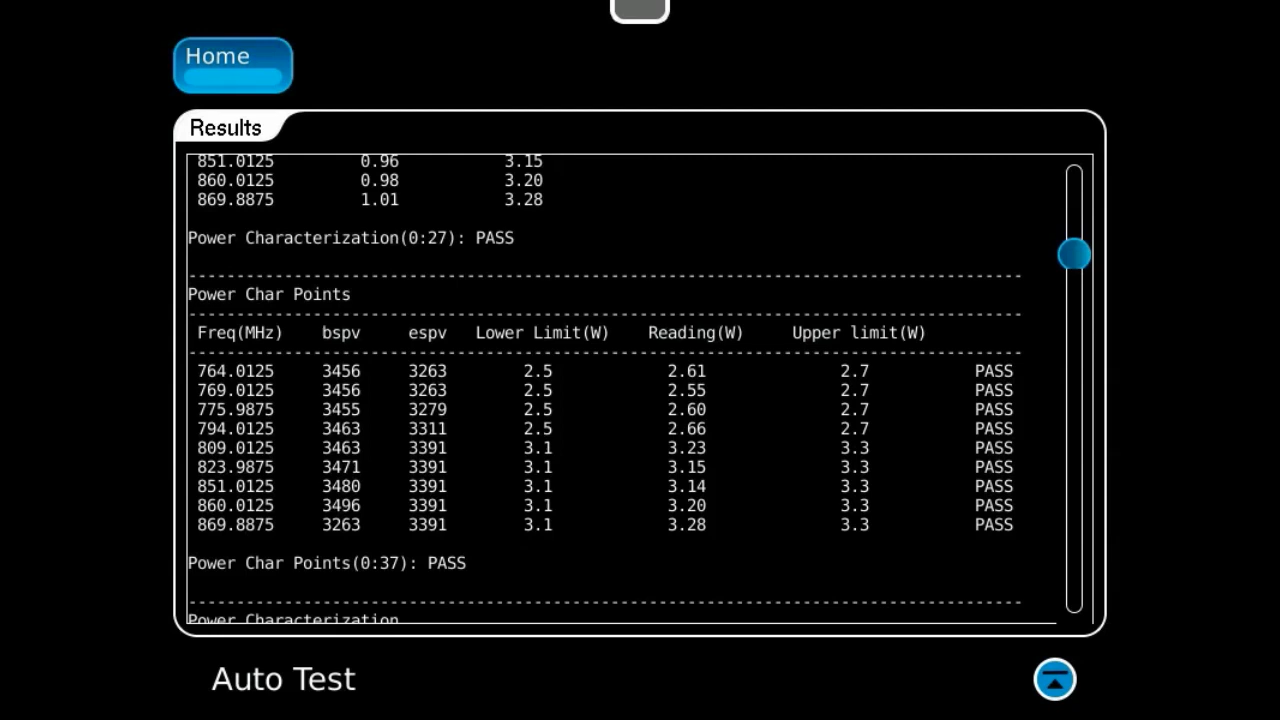 Home
Results
851.0125 0.96 3.15
860.0125 0.98 3.20
869.8875 1.01 3.28
Power Characterization(0:27): PASS
---------------------------------------------------------------------------------------
Power Char Points
---------------------------------------------------------------------------------------
Freq(MHz) bspv espv Lower Limit(W) Reading(W) Upper limit(W)
---------------------------------------------------------------------------------------
764.0125 3456 3263 2.5 2.61 2.7 PASS
769.0125 3456 3263 2.5 2.55 2.7 PASS
775.9875 3455 3279 2.5 2.60 2.7 PASS
794.0125 3463 3311 2.5 2.66 2.7 PASS
809.0125 3463 3391 3.1 3.23 3.3 PASS
823.9875 3471 3391 3.1 3.15 3.3 PASS
851.0125 3480 3391 3.1 3.14 3.3 PASS
860.0125 3496 3391 3.1 3.20 3.3 PASS
869.8875 3263 3391 3.1 3.28 3.3 PASS
Power Char Points(0:37): PASS
---------------------------------------------------------------------------------------
Power Characterization
Auto Test